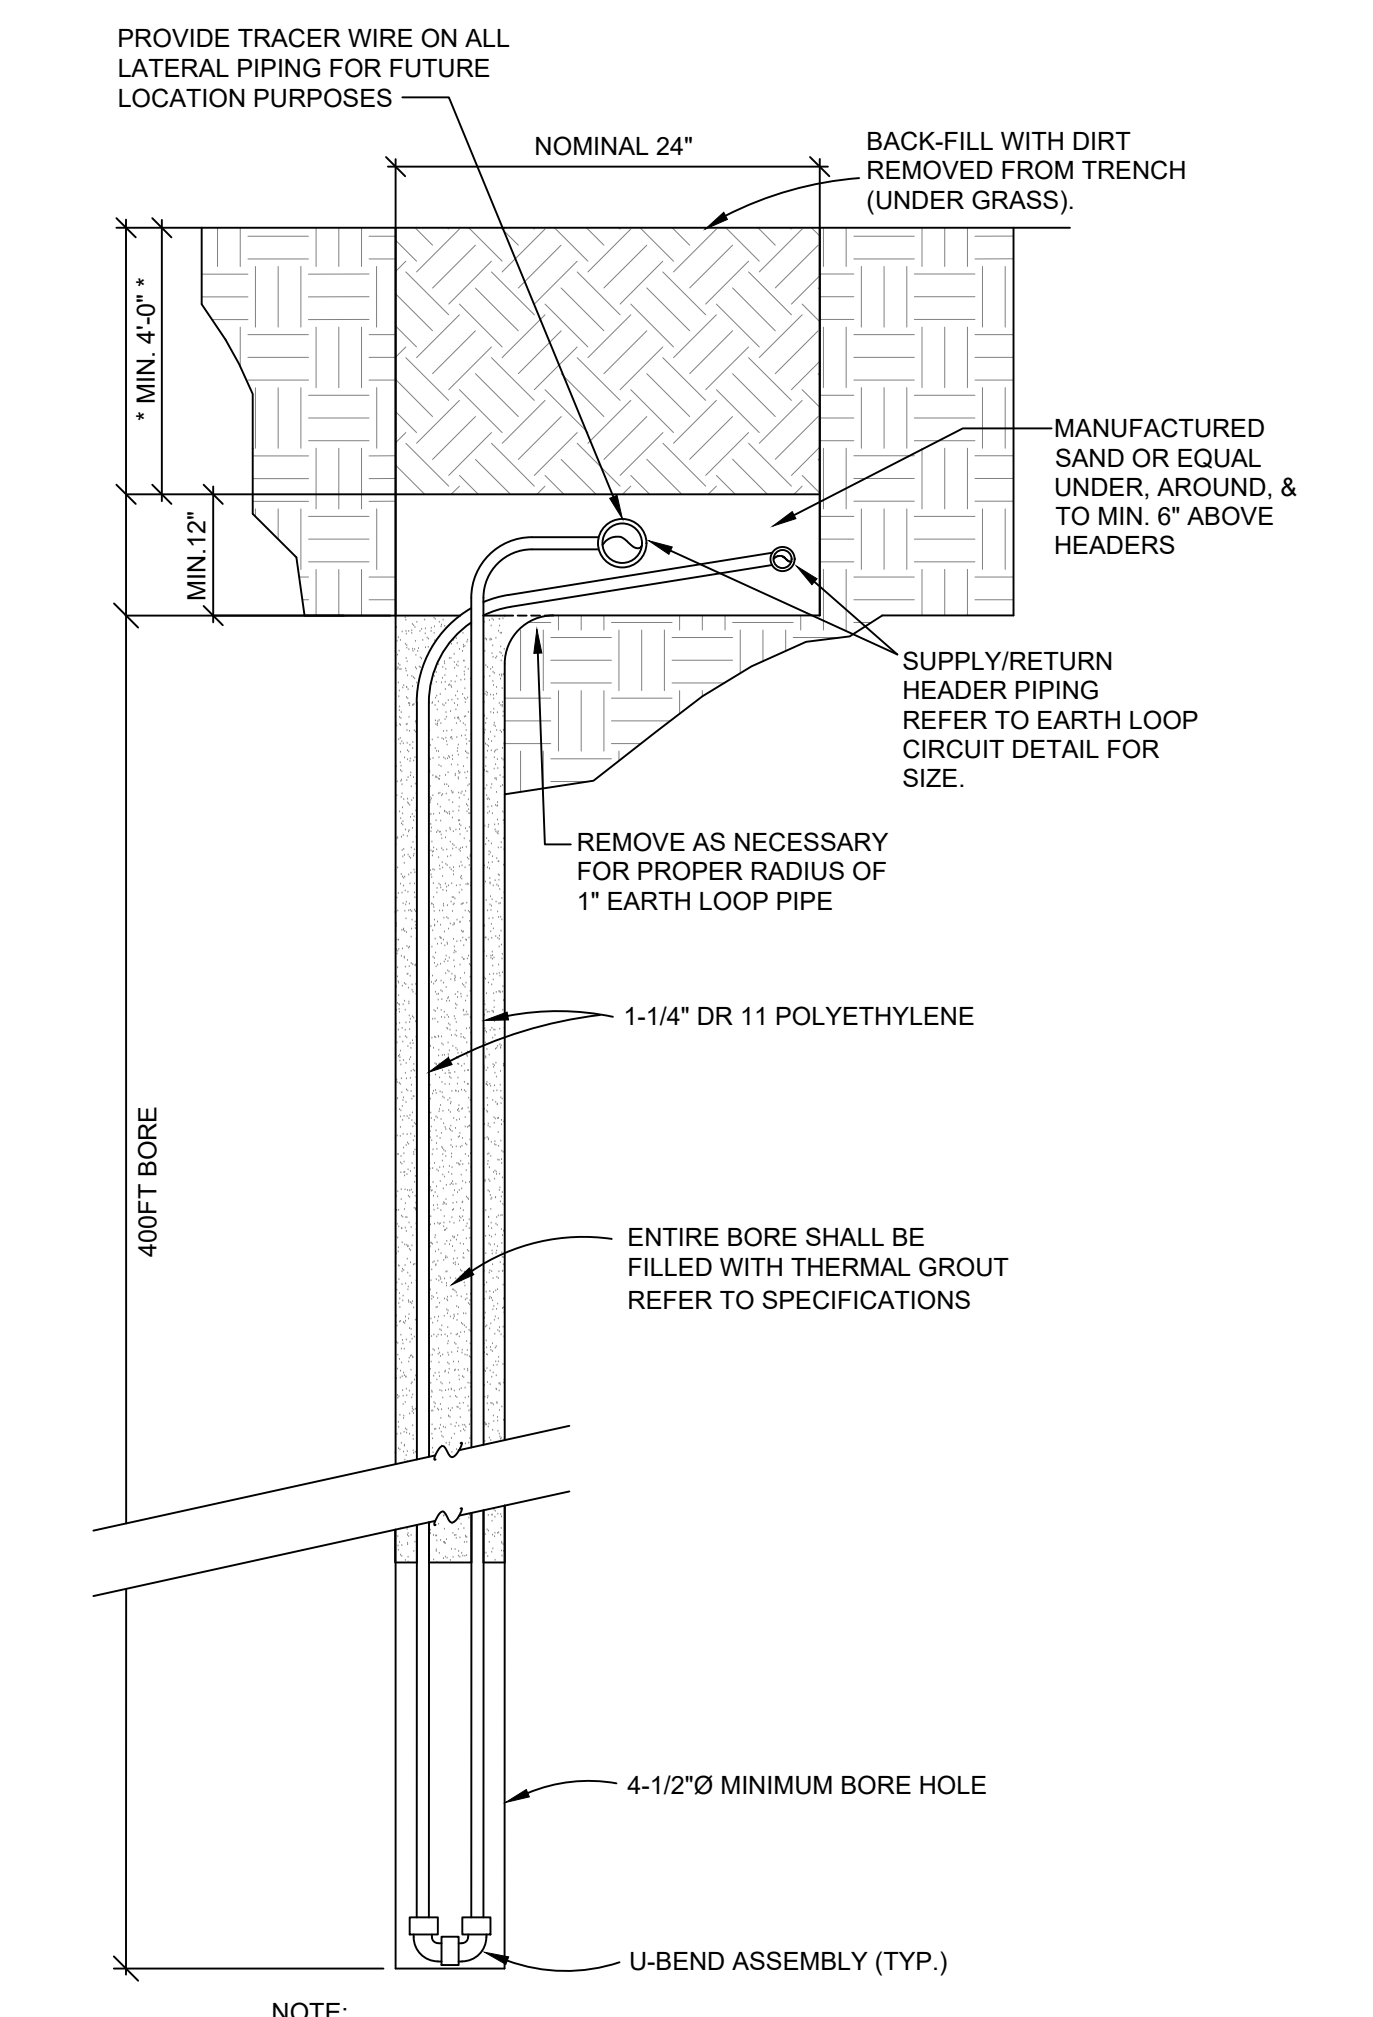 PROVIDE TRACER WIRE ON ALL
LATERAL PIPING FOR FUTURE
LOCATION PURPOSES
NOMINAL 24"
BACK-FILL WITH DIRT
REMOVED FROM TRENCH
(UNDER GRASS).
* MIN. 4'-0" *
MANUFACTURED
SAND OR EQUAL
UNDER, AROUND, &
TO MIN. 6" ABOVE
HEADERS
MIN.12"
SUPPLY/RETURN
HEADER PIPING
REFER TO EARTH LOOP
CIRCUIT DETAIL FOR
SIZE.
REMOVE AS NECESSARY
FOR PROPER RADIUS OF
1" EARTH LOOP PIPE
1-1/4" DR 11 POLYETHYLENE
400FT BORE
ENTIRE BORE SHALL BE
FILLED WITH THERMAL GROUT
REFER TO SPECIFICATIONS
4-1/2"Ø MINIMUM BORE HOLE
U-BEND ASSEMBLY (TYP.)
NOTE: